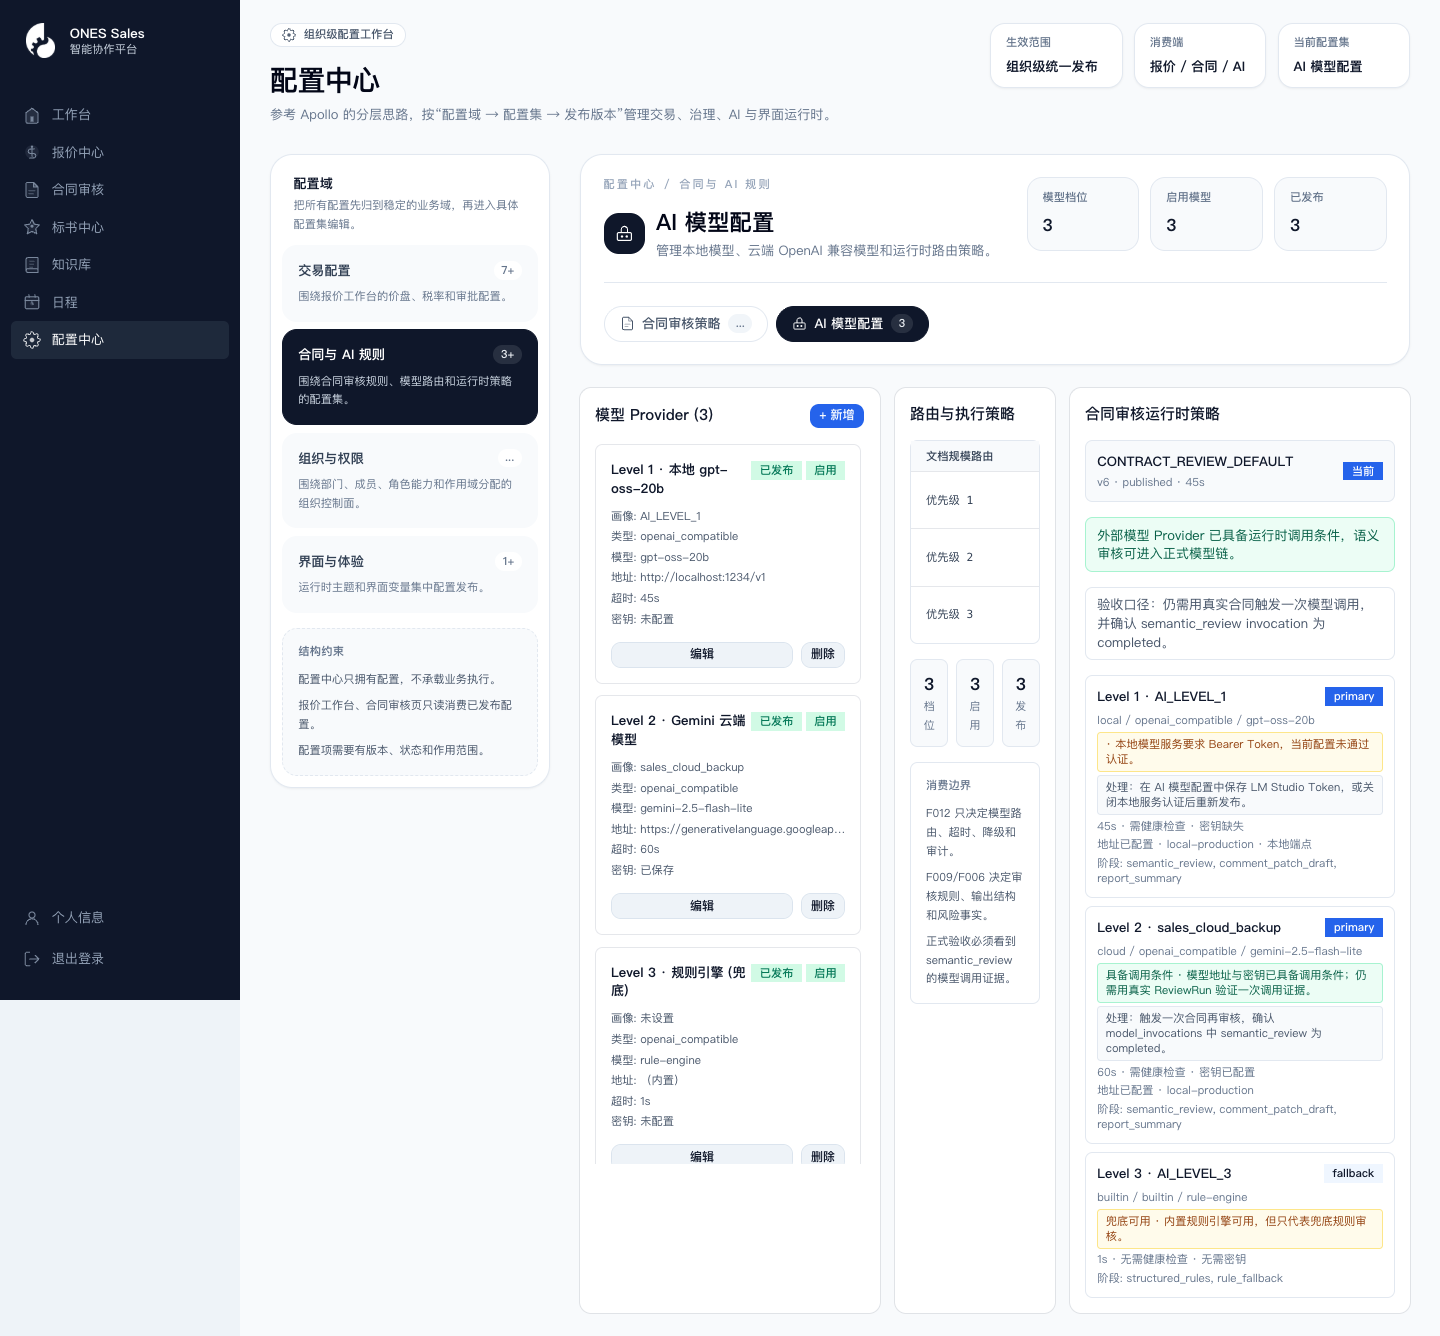 ONES Sales
智能协作平台
工作台
报价中心
合同审核
标书中心
知识库
日程
配置中心
个人信息
退出登录
组织级配置工作台
配置中心
参考 Apollo 的分层思路，按“配置域 → 配置集 → 发布版本”管理交易、治理、AI 与界面运行时。
生效范围
组织级统一发布
消费端
报价 / 合同 / AI
当前配置集
AI 模型配置
配置域
把所有配置先归到稳定的业务域，再进入具体
配置集编辑。
交易配置
7+
围绕报价工作台的价盘、税率和审批配置。
合同与 AI 规则
3+
围绕合同审核规则、模型路由和运行时策略
的配置集。
组织与权限
...
围绕部门、成员、角色能力和作用域分配的
组织控制面。
界面与体验
1+
运行时主题和界面变量集中配置发布。
结构约束
配置中心只拥有配置，不承载业务执行。
报价工作台、合同审核页只读消费已发布配
置。
配置项需要有版本、状态和作用范围。
配置中心 / 合同与 AI 规则
AI 模型配置
管理本地模型、云端 OpenAI 兼容模型和运行时路由策略。
模型档位
3
启用模型
3
已发布
3
合同审核策略
...
AI 模型配置
3
模型 Provider (3)
+ 新增
Level 1 · 本地 gpt-
oss-20b
已发布
启用
画像: AI_LEVEL_1
类型: openai_compatible
模型: gpt-oss-20b
地址: http://localhost:1234/v1
超时: 45s
密钥: 未配置
编辑
删除
Level 2 · Gemini 云端
模型
已发布
启用
画像: sales_cloud_backup
类型: openai_compatible
模型: gemini-2.5-flash-lite
地址: https://generativelanguage.googleap...
超时: 60s
密钥: 已保存
编辑
删除
Level 3 · 规则引擎 (兜
底)
已发布
启用
画像: 未设置
类型: openai_compatible
模型: rule-engine
地址: （内置）
超时: 1s
密钥: 未配置
编辑
删除
路由与执行策略
文档规模路由
优先级 1
优先级 2
优先级 3
3
档
位
3
启
用
3
发
布
消费边界
F012 只决定模型路
由、超时、降级和
审计。
F009/F006 决定审
核规则、输出结构
和风险事实。
正式验收必须看到
semantic_review
的模型调用证据。
合同审核运行时策略
CONTRACT_REVIEW_DEFAULT
v6 · published · 45s
当前
外部模型 Provider 已具备运行时调用条件，语义
审核可进入正式模型链。
验收口径：仍需用真实合同触发一次模型调用，
并确认 semantic_review invocation 为
completed。
Level 1 · AI_LEVEL_1
primary
local / openai_compatible / gpt-oss-20b
· 本地模型服务要求 Bearer Token，当前配置未通过
认证。
处理：在 AI 模型配置中保存 LM Studio Token，或关
闭本地服务认证后重新发布。
45s · 需健康检查 · 密钥缺失
地址已配置 · local-production · 本地端点
阶段: semantic_review, comment_patch_draft,
report_summary
Level 2 · sales_cloud_backup
primary
cloud / openai_compatible / gemini-2.5-flash-lite
具备调用条件 · 模型地址与密钥已具备调用条件；仍
需用真实 ReviewRun 验证一次调用证据。
处理：触发一次合同再审核，确认
model_invocations 中 semantic_review 为
completed。
60s · 需健康检查 · 密钥已配置
地址已配置 · local-production
阶段: semantic_review, comment_patch_draft,
report_summary
Level 3 · AI_LEVEL_3
fallback
builtin / builtin / rule-engine
兜底可用 · 内置规则引擎可用，但只代表兜底规则审
核。
1s · 无需健康检查 · 无需密钥
阶段: structured_rules, rule_fallback